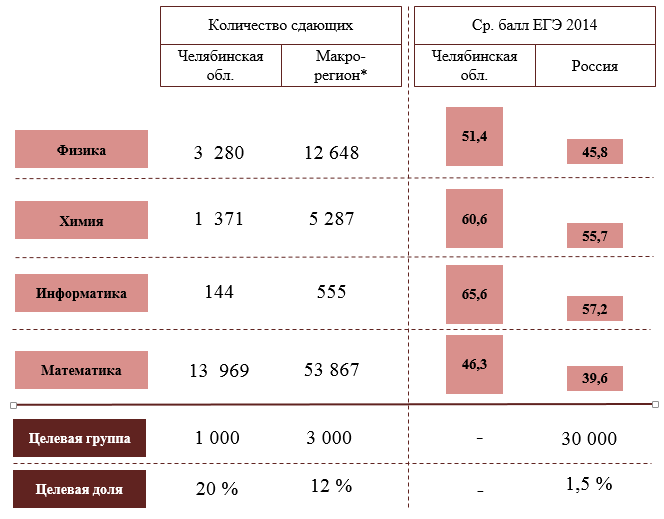 Количество сдающих Ср. балл ЕГЭ 2014
Челябинская Макро- Челябинская Россия
обл. регион* обл.
Физика 3 280 12 648 51,4 45,8
Химия 1 371 5 287 60,6 55,7
Информатика 144 555 65,6 57,2
Математика 13 969 53 867 46,3 39,6
Целевая группа 1 000 3 000 - 30 000
Целевая доля 20 % 12 % - 1,5 %